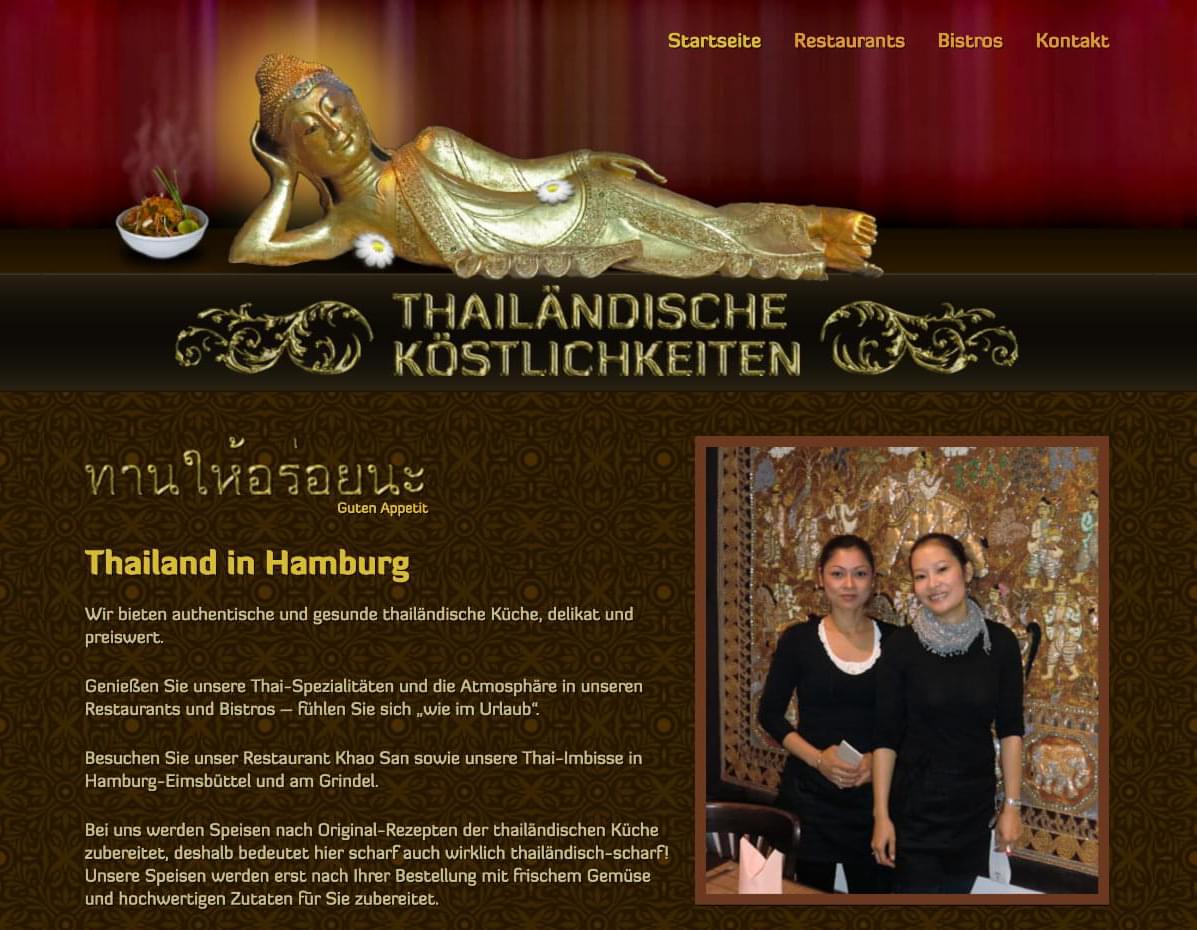 Startseite Restaurants Bistros Kontakt
THAILÄNDISCHE
KÖSTLICHKEITEN
ทานให้อร่อยนะ
Guten Appetit
Thailand in Hamburg
Wir bieten authentische und gesunde thailändische Küche, delikat und
preiswert.
Genießen Sie unsere Thai-Spezialitäten und die Atmosphäre in unseren
Restaurants und Bistros – fühlen Sie sich „wie im Urlaub“.
Besuchen Sie unser Restaurant Khao San sowie unsere Thai-Imbisse in
Hamburg-Eimsbüttel und am Grindel.
Bei uns werden Speisen nach Original-Rezepten der thailändischen Küche
zubereitet, deshalb bedeutet hier scharf auch wirklich thailändisch-scharf!
Unsere Speisen werden erst nach Ihrer Bestellung mit frischem Gemüse
und hochwertigen Zutaten für Sie zubereitet.